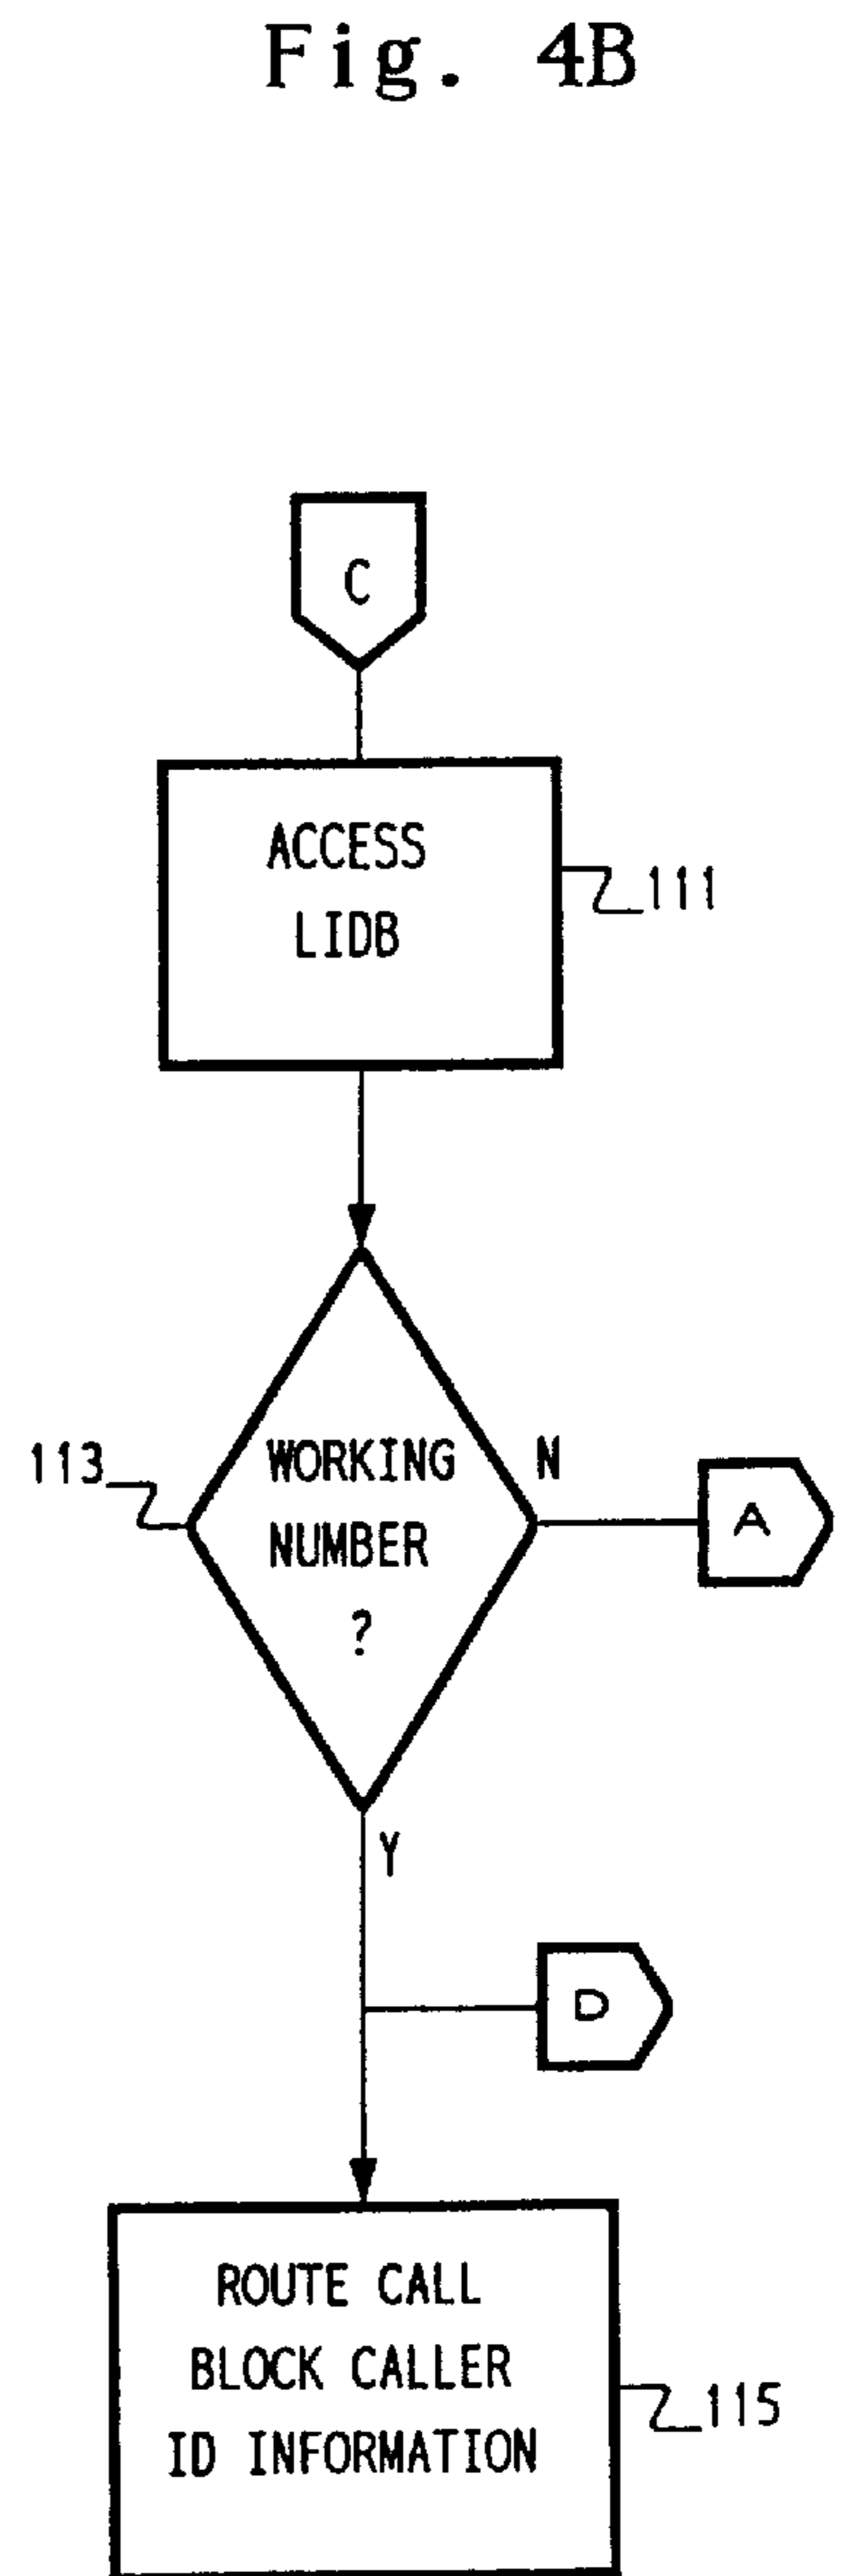 Fig. 4B
C
ACCESS
LIDB
111
113
WORKING
NUMBER
?
N
A
Y
D
ROUTE CALL
BLOCK CALLER
ID INFORMATION
115